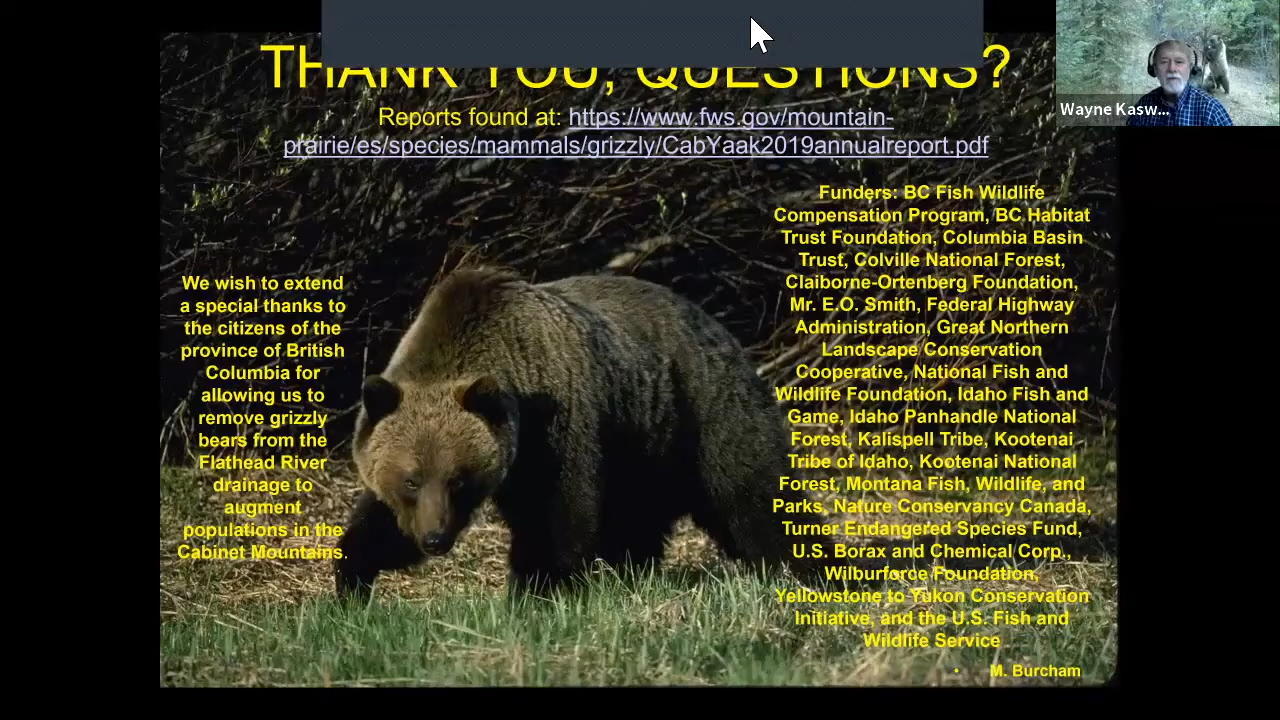 THANK YOU, QUESTIONS?
Reports found at: https://www.fws.gov/mountain-
prairie/es/species/mammals/grizzly/CabYaak2019annualreport.pdf
Wayne Kasw...
We wish to extend
a special thanks to
the citizens of the
province of British
Columbia for
allowing us to
remove grizzly
bears from the
Flathead River
drainage to
augment
populations in the
Cabinet Mountains.
Funders: BC Fish Wildlife
Compensation Program, BC Habitat
Trust Foundation, Columbia Basin
Trust, Colville National Forest,
Claiborne-Ortenberg Foundation,
Mr. E.O. Smith, Federal Highway
Administration, Great Northern
Landscape Conservation
Cooperative, National Fish and
Wildlife Foundation, Idaho Fish and
Game, Idaho Panhandle National
Forest, Kalispell Tribe, Kootenai
Tribe of Idaho, Kootenai National
Forest, Montana Fish, Wildlife, and
Parks, Nature Conservancy Canada,
Turner Endangered Species Fund,
U.S. Borax and Chemical Corp.,
Wilburforce Foundation,
Yellowstone to Yukon Conservation
Initiative, and the U.S. Fish and
Wildlife Service
• M. Burcham